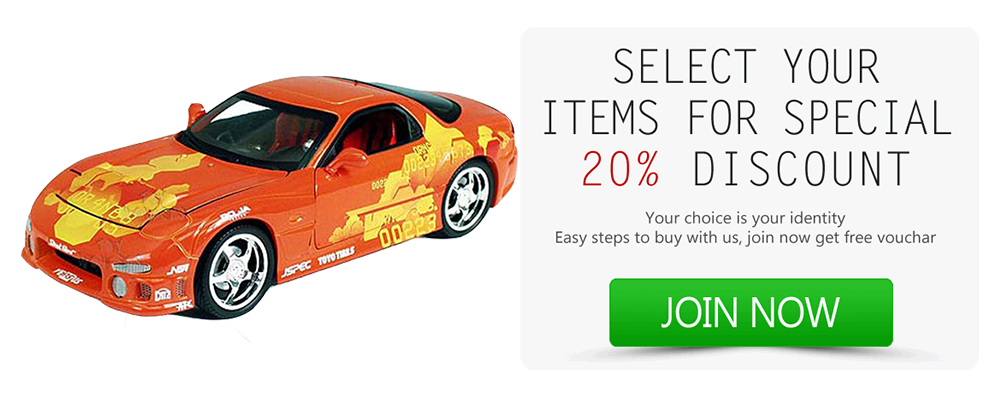 SELECT YOUR
ITEMS FOR SPECIAL
20% DISCOUNT
Your choice is your identity
Easy steps to buy with us, join now get free vouchar
JOIN NOW
00223
JSPEC
TOYO TIRES